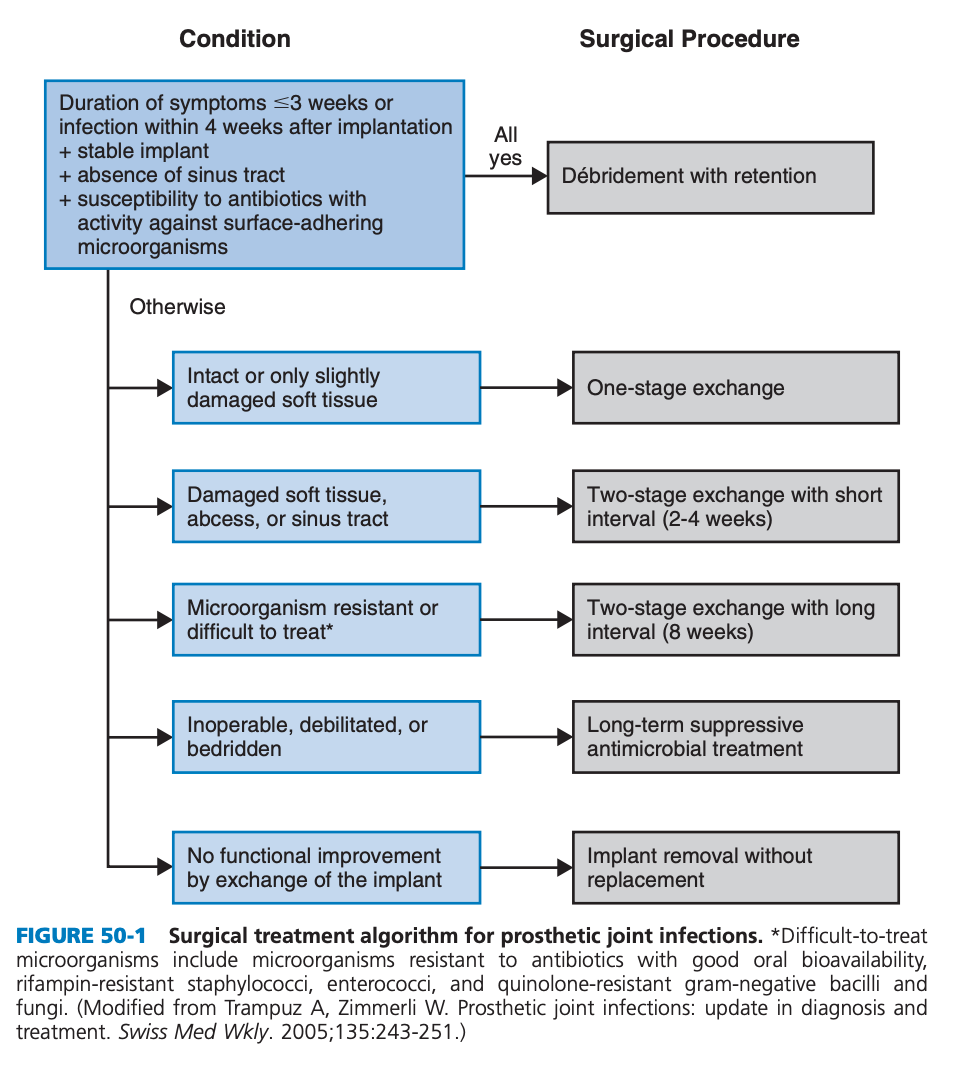 Condition
Surgical Procedure
Duration of symptoms ≤3 weeks or
infection within 4 weeks after implantation
+ stable implant
+ absence of sinus tract
+ susceptibility to antibiotics with
activity against surface-adhering
microorganisms
All
yes
Débridement with retention
Otherwise
Intact or only slightly
damaged soft tissue
One-stage exchange
Damaged soft tissue,
abcess, or sinus tract
Two-stage exchange with short
interval (2-4 weeks)
Microorganism resistant or
difficult to treat*
Two-stage exchange with long
interval (8 weeks)
Inoperable, debilitated, or
bedridden
Long-term suppressive
antimicrobial treatment
No functional improvement
by exchange of the implant
Implant removal without
replacement
FIGURE 50-1 Surgical treatment algorithm for prosthetic joint infections. *Difficult-to-treat
microorganisms include microorganisms resistant to antibiotics with good oral bioavailability,
rifampin-resistant staphylococci, enterococci, and quinolone-resistant gram-negative bacilli and
fungi. (Modified from Trampuz A, Zimmerli W. Prosthetic joint infections: update in diagnosis and
treatment. Swiss Med Wkly. 2005;135:243-251.)